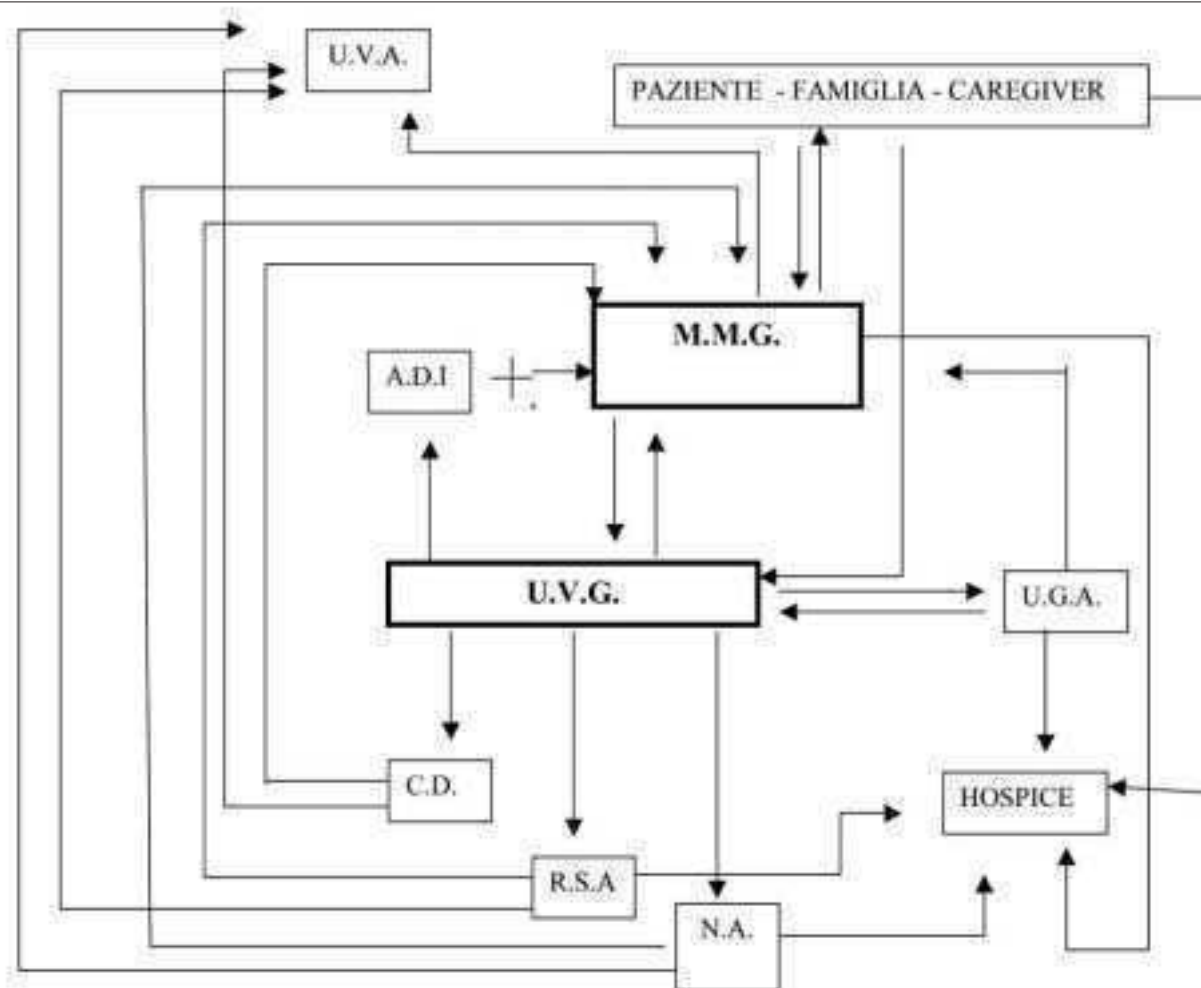 U.V.A.
PAZIENTE - FAMIGLIA - CAREGIVER
M.M.G.
A.D.I
U.V.G.
U.G.A.
C.D.
HOSPICE
R.S.A
N.A.